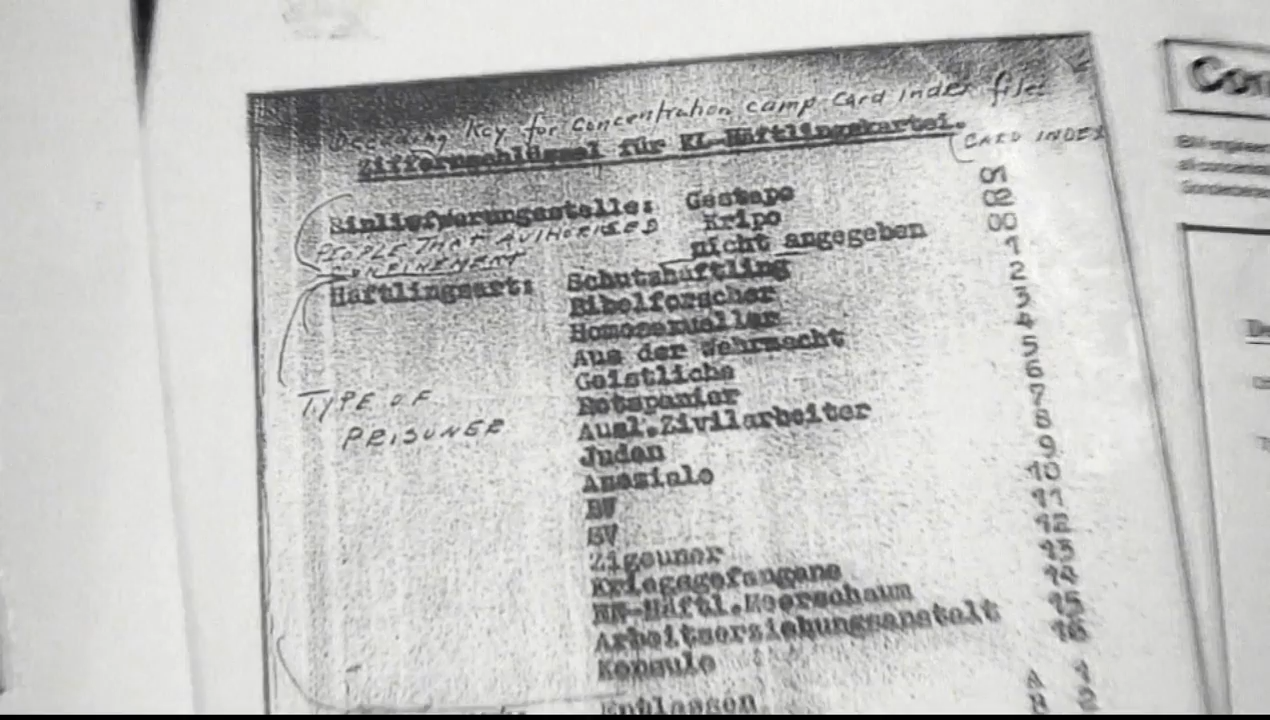 Decoding Key for Concentration camp Card index files
Ziffernschlüssel für KL-Häftlingskartei.
CARD INDEX
Einlieferungsstelle: Gestapo 01
PEOPLE THAT AUTHORISED
CONFINEMENT
Kripo 02
nicht angegeben 00
Häftlingsart: Schutzhäftling 1
TYPE OF
PRISONER
Bibelforscher 2
Homosexueller 3
Aus der Wehrmacht 4
Geistliche 5
Rotspanier 6
Ausl.Zivilarbeiter 7
Juden 8
Asoziale 9
BV 10
SV 11
Zigeuner 12
Kriegsgefangene 13
NN-Häftl.Meerschaum 14
Arbeitserziehungsanstalt 15
Konsule 16
Entlassen
Con